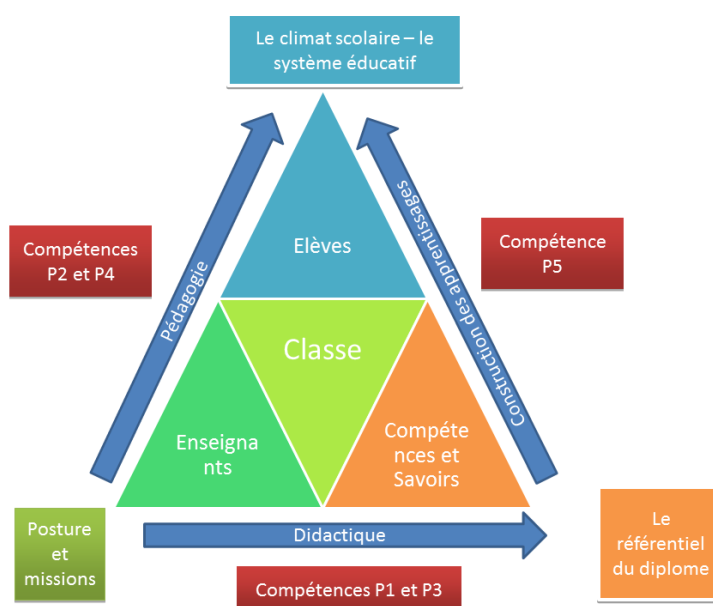 Le climat scolaire – le
système éducatif
Compétences
P2 et P4
Pédagogie
Elèves
Construction des apprentissages
Compétence
P5
Classe
Enseigna
nts
Compéte
nces et
Savoirs
Posture
et
missions
Didactique
Le
référentiel
du diplome
Compétences P1 et P3